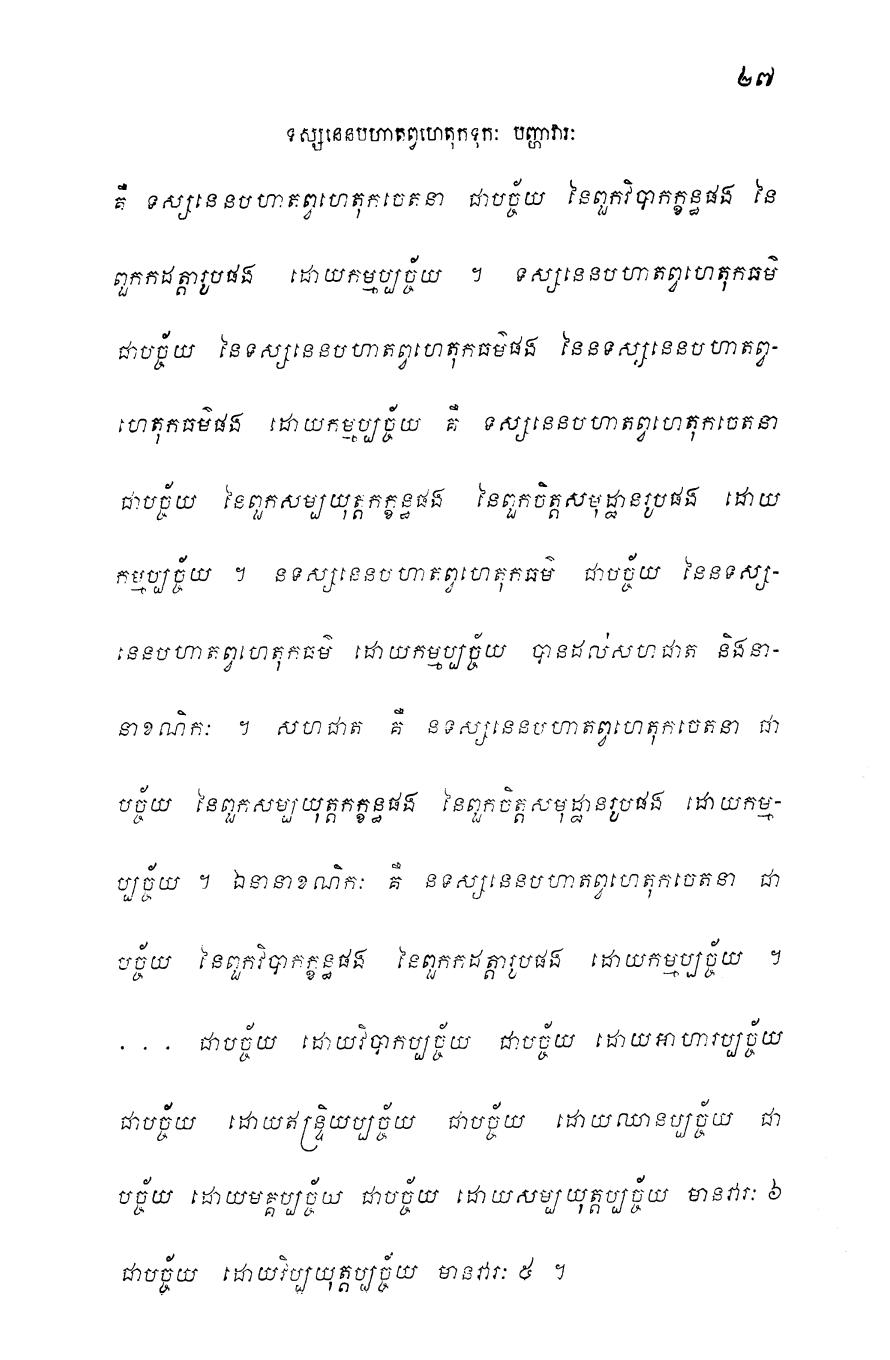 ២៧
ទស្សនេនបហាតព្វហេតុកទុកៈ បញ្ហាវារៈ
គឺ ទស្សនេនបហាតព្វហេតុកចេតនា ជាបច្ច័យ នៃពួកវិបាកក្ខន្ធផង នៃ
ពួកកដត្តារូបផង ដោយកម្មប្បច្ច័យ ។ ទស្សនេនបហាតព្វហេតុកធម៌
ជាបច្ច័យ នៃទស្សនេនបហាតព្វហេតុកធម៌ផង នៃនទស្សនេនបហាតព្វ-
ហេតុកធម៌ផង ដោយកម្មប្បច្ច័យ គឺ ទស្សនេនបហាតព្វហេតុកចេតនា
ជាបច្ច័យ នៃពួកសម្បយុត្តកក្ខន្ធផង នៃពួកចិត្តសមុដ្ឋានរូបផង ដោយ
កម្មប្បច្ច័យ ។ នទស្សនេនបហាតព្វហេតុកធម៌ ជាបច្ច័យ នៃនទស្ស-
នេនបហាតព្វហេតុកធម៌ ដោយកម្មប្បច្ច័យ បានដល់សហជាត និងនា-
នាខណិកៈ ។ សហជាត គឺ នទស្សនេនបហាតព្វហេតុកចេតនា ជា
បច្ច័យ នៃពួកសម្បយុត្តកក្ខន្ធផង នៃពួកចិត្តសមុដ្ឋានរូបផង ដោយកម្ម-
ប្បច្ច័យ ។ ឯនានាខណិកៈ គឺ នទស្សនេនបហាតព្វហេតុកចេតនា ជា
បច្ច័យ នៃពួកវិបាកក្ខន្ធផង នៃពួកកដត្តារូបផង ដោយកម្មប្បច្ច័យ ។
. . . ជាបច្ច័យ ដោយវិបាកប្បច្ច័យ ជាបច្ច័យ ដោយអាហារប្បច្ច័យ
ជាបច្ច័យ ដោយឥន្ទ្រិយប្បច្ច័យ ជាបច្ច័យ ដោយឈានប្បច្ច័យ ជា
បច្ច័យ ដោយមគ្គប្បច្ច័យ ជាបច្ច័យ ដោយសម្បយុត្តប្បច្ច័យ មានវារៈ ៦
ជាបច្ច័យ ដោយវិប្បយុត្តប្បច្ច័យ មានវារៈ ៥ ។